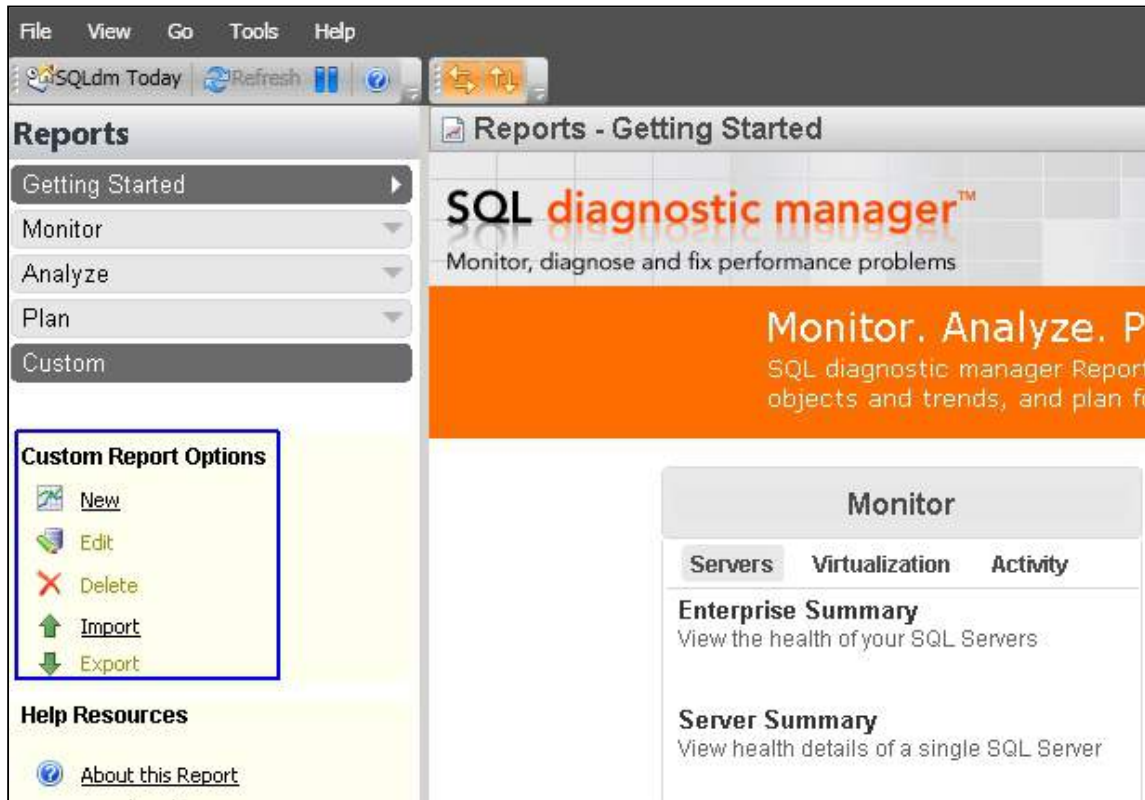 File View Go Tools Help
SQLdm Today Refresh
Reports
Getting Started
Monitor
Analyze
Plan
Custom
Custom Report Options
New
Edit
Delete
Import
Export
Help Resources
About this Report
Reports - Getting Started
SQL diagnostic manager™
Monitor, diagnose and fix performance problems
Monitor. Analyze. P
SQL diagnostic manager Repor
objects and trends, and plan f
Monitor
Servers Virtualization Activity
Enterprise Summary
View the health of your SQL Servers
Server Summary
View health details of a single SQL Server